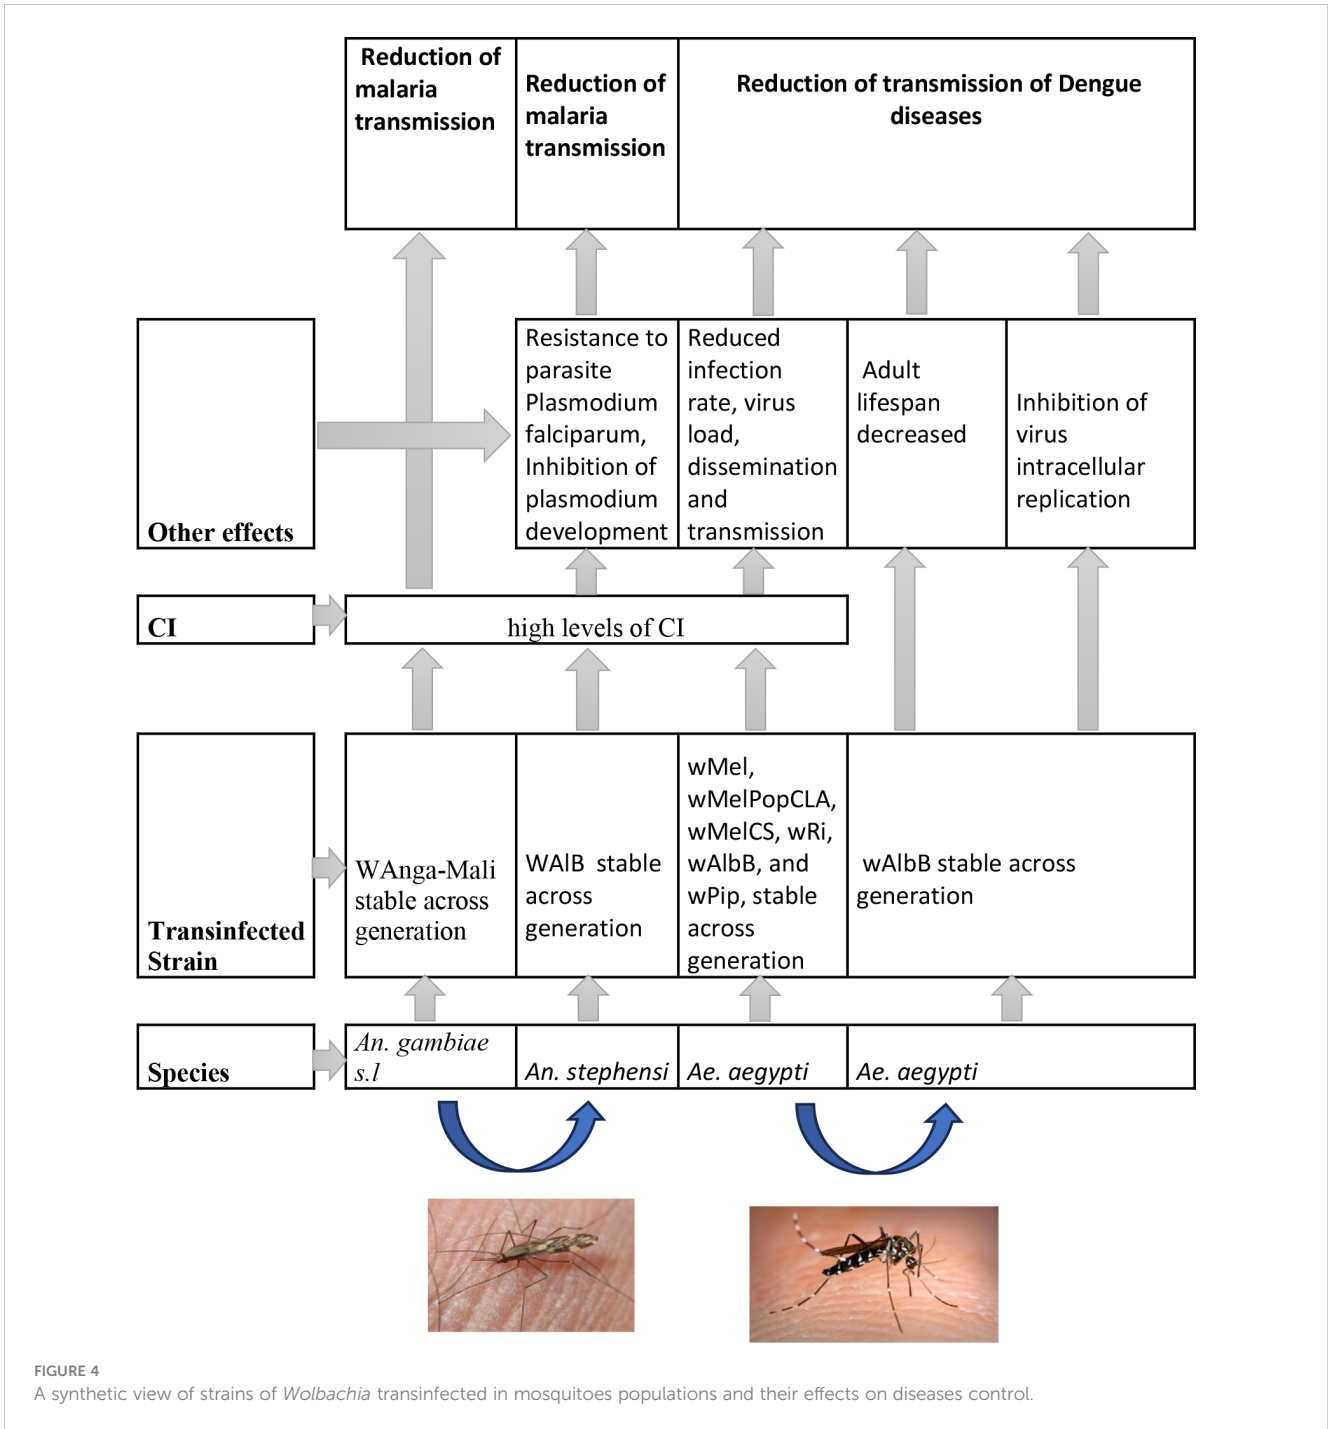 Reduction of
malaria
transmission
Reduction of
malaria
transmission
Reduction of transmission of Dengue
diseases
Other effects
Resistance to
parasite
Plasmodium
falciparum,
Inhibition of
plasmodium
development
Reduced
infection
rate, virus
load,
dissemination
and
transmission
Adult
lifespan
decreased
Inhibition of
virus
intracellular
replication
CI
high levels of CI
Transinfected
Strain
WAnga-Mali
stable across
generation
WAlB stable
across
generation
wMel,
wMelPopCLA,
wMelCS, wRi,
wAlbB, and
wPip, stable
across
generation
wAlbB stable across
generation
Species
An. gambiae
s.l
An. stephensi
Ae. aegypti
Ae. aegypti
FIGURE 4
A synthetic view of strains of Wolbachia transinfected in mosquitoes populations and their effects on diseases control.